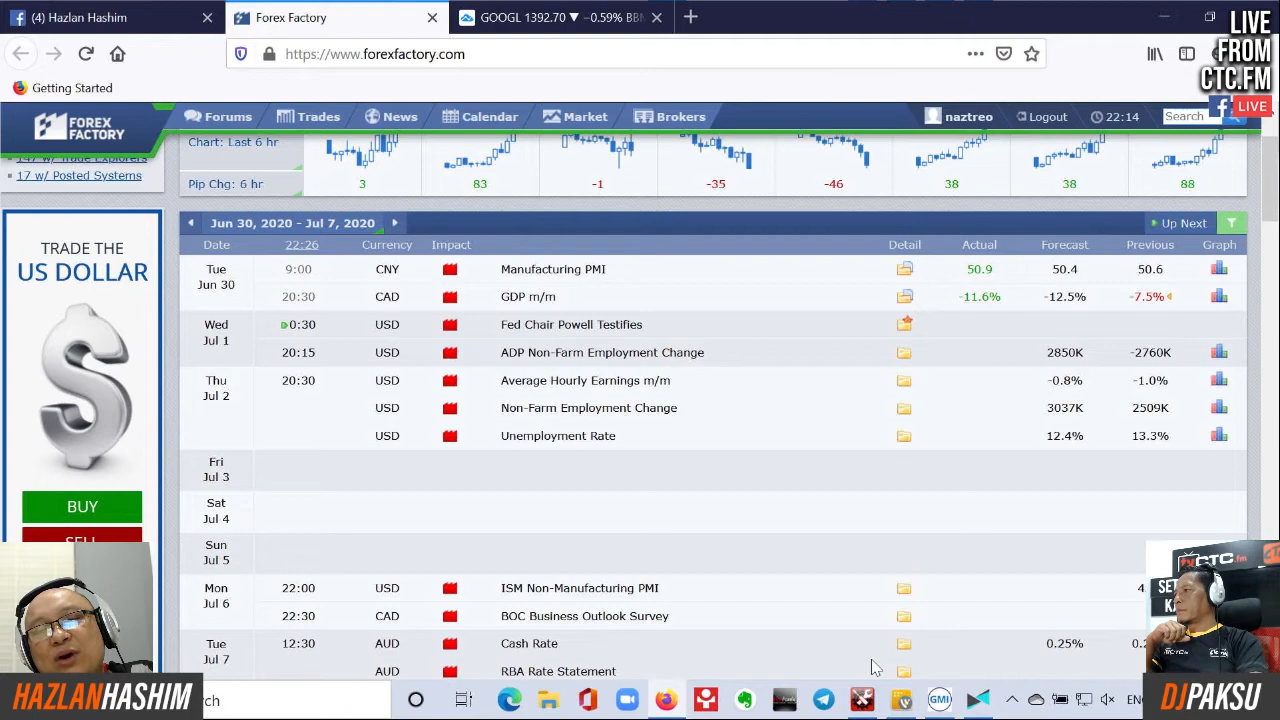 (4) Hazlan Hashim
Forex Factory
GOOGL 1392.70 ▼ −0.59%
LIVE
FROM
CTC.FM
LIVE
https://www.forexfactory.com
Getting Started
FOREX
FACTORY
Forums
Trades
News
Calendar
Market
Brokers
naztreo
Logout
22:14
Search
17 w/ Posted Systems
Chart: Last 6 hr
Pip Chg: 6 hr 3 83 -1 -35 -46 38 38 88
Jun 30, 2020 - Jul 7, 2020 Up Next
Date 22:26 Currency Impact Detail Actual Forecast Previous Graph
Tue
Jun 30
9:00 CNY Manufacturing PMI 50.9 50.4 50.6
20:30 CAD GDP m/m -11.6% -12.5% -7.5%
Wed
Jul 1
0:30 USD Fed Chair Powell Testifies
20:15 USD ADP Non-Farm Employment Change 2850K -2760K
Thu
Jul 2
20:30 USD Average Hourly Earnings m/m -0.8% -1.0%
USD Non-Farm Employment Change 3037K 2509K
USD Unemployment Rate 12.4% 13.3%
Fri
Jul 3
Sat
Jul 4
Sun
Jul 5
Mon
Jul 6
22:00 USD ISM Non-Manufacturing PMI
22:30 CAD BOC Business Outlook Survey
Tue
Jul 7
12:30 AUD Cash Rate 0.25%
AUD RBA Rate Statement
TRADE THE
US DOLLAR
BUY
SELL
CTC.fm
HAZLANHASHIM
rch
GMI
ENG
DJPAKSU